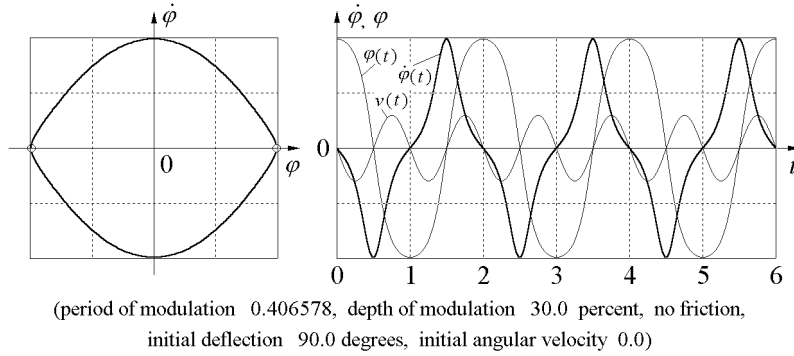 φ̇
φ̇, φ
φ(t)
φ̇(t)
v(t)
0
φ
0
t
0 1 2 3 4 5 6
(period of modulation 0.406578, depth of modulation 30.0 percent, no friction,
initial deflection 90.0 degrees, initial angular velocity 0.0)